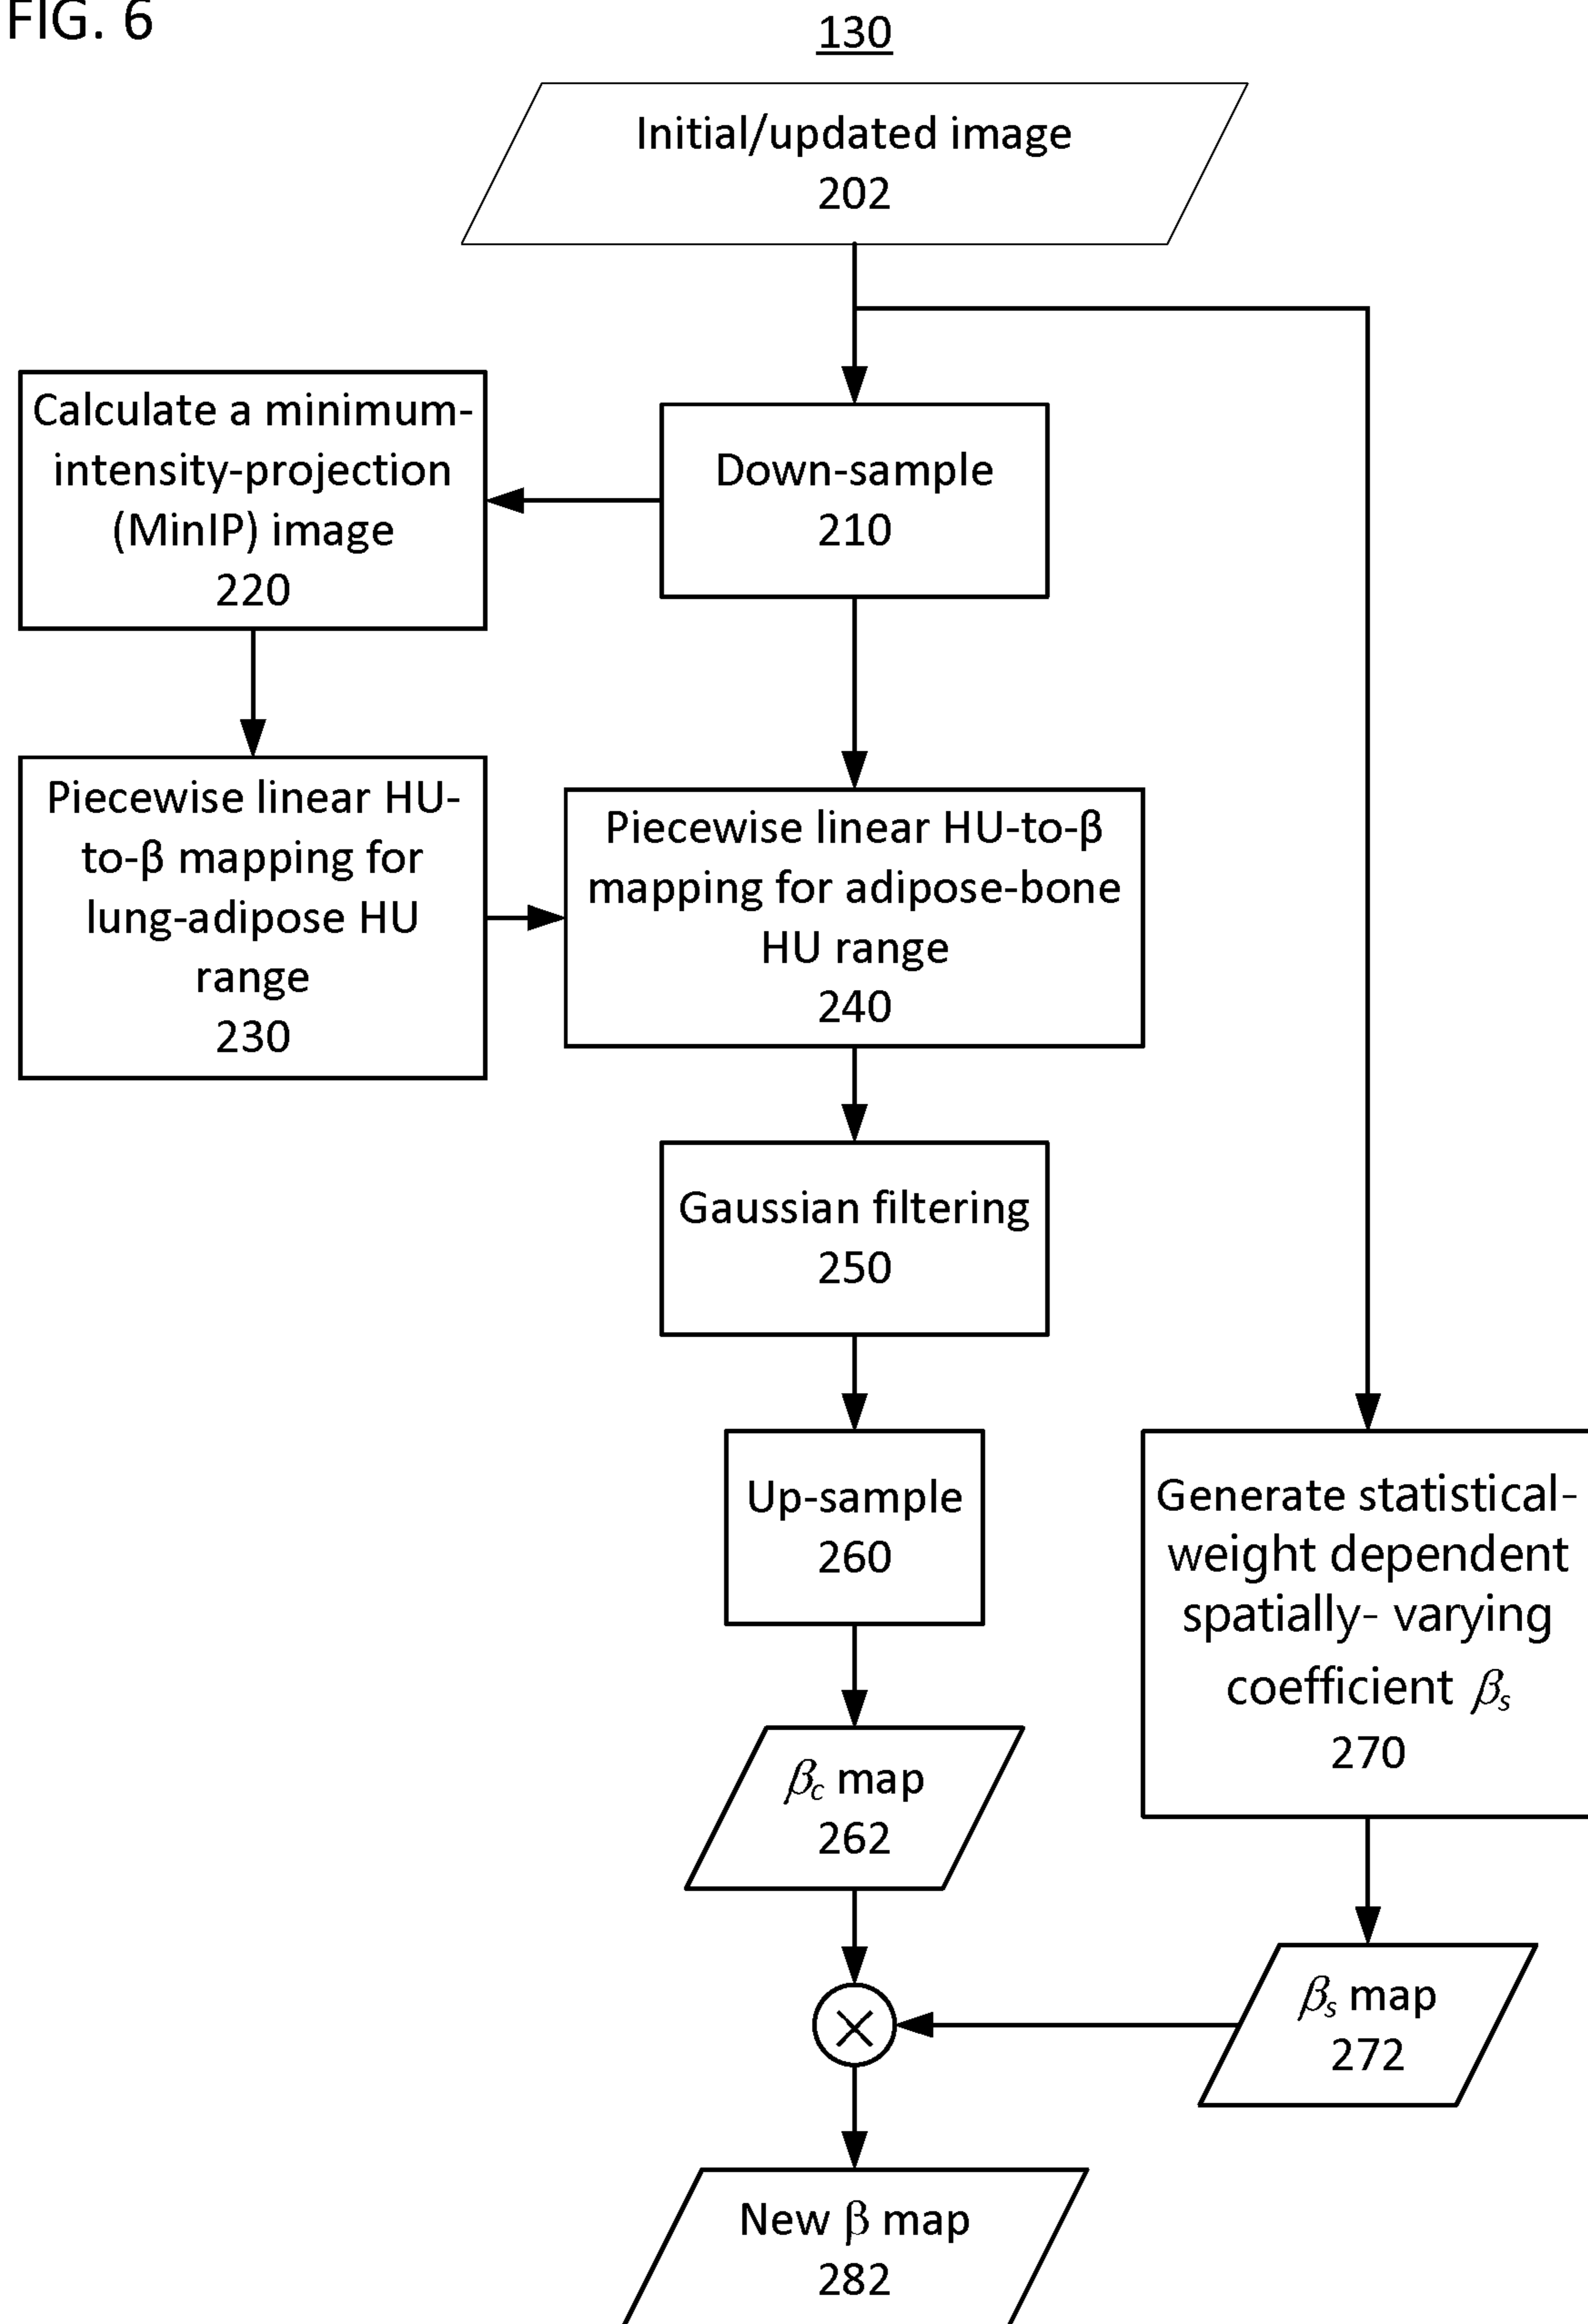 FIG. 6
130
Initial/updated image
202
Calculate a minimum-
intensity-projection
(MinIP) image
220
Down-sample
210
Piecewise linear HU-
to-β mapping for
lung-adipose HU
range
230
Piecewise linear HU-to-β
mapping for adipose-bone
HU range
240
Gaussian filtering
250
Up-sample
260
Generate statistical-
weight dependent
spatially- varying
coefficient βs
270
βc map
262
βs map
272
New β map
282